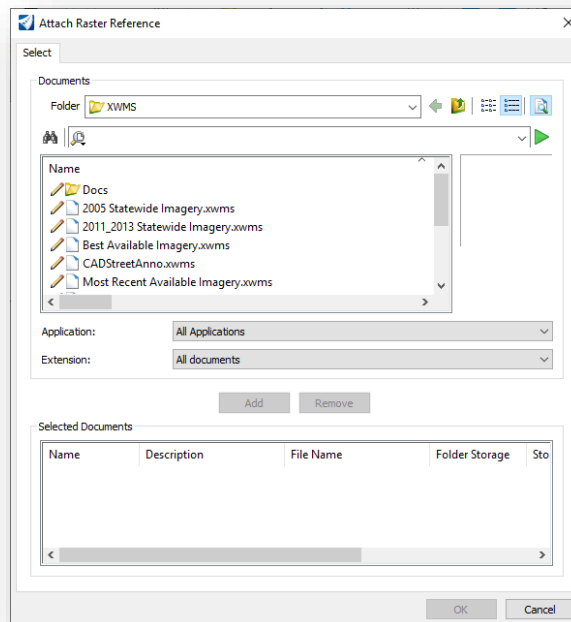 Attach Raster Reference
Select
Documents
Folder XWMS
Name
Docs
2005 Statewide Imagery.xwms
2011_2013 Statewide Imagery.xwms
Best Available Imagery.xwms
CADStreetAnno.xwms
Most Recent Available Imagery.xwms
Application: All Applications
Extension: All documents
Add Remove
Selected Documents
Name Description File Name Folder Storage Sto
OK Cancel